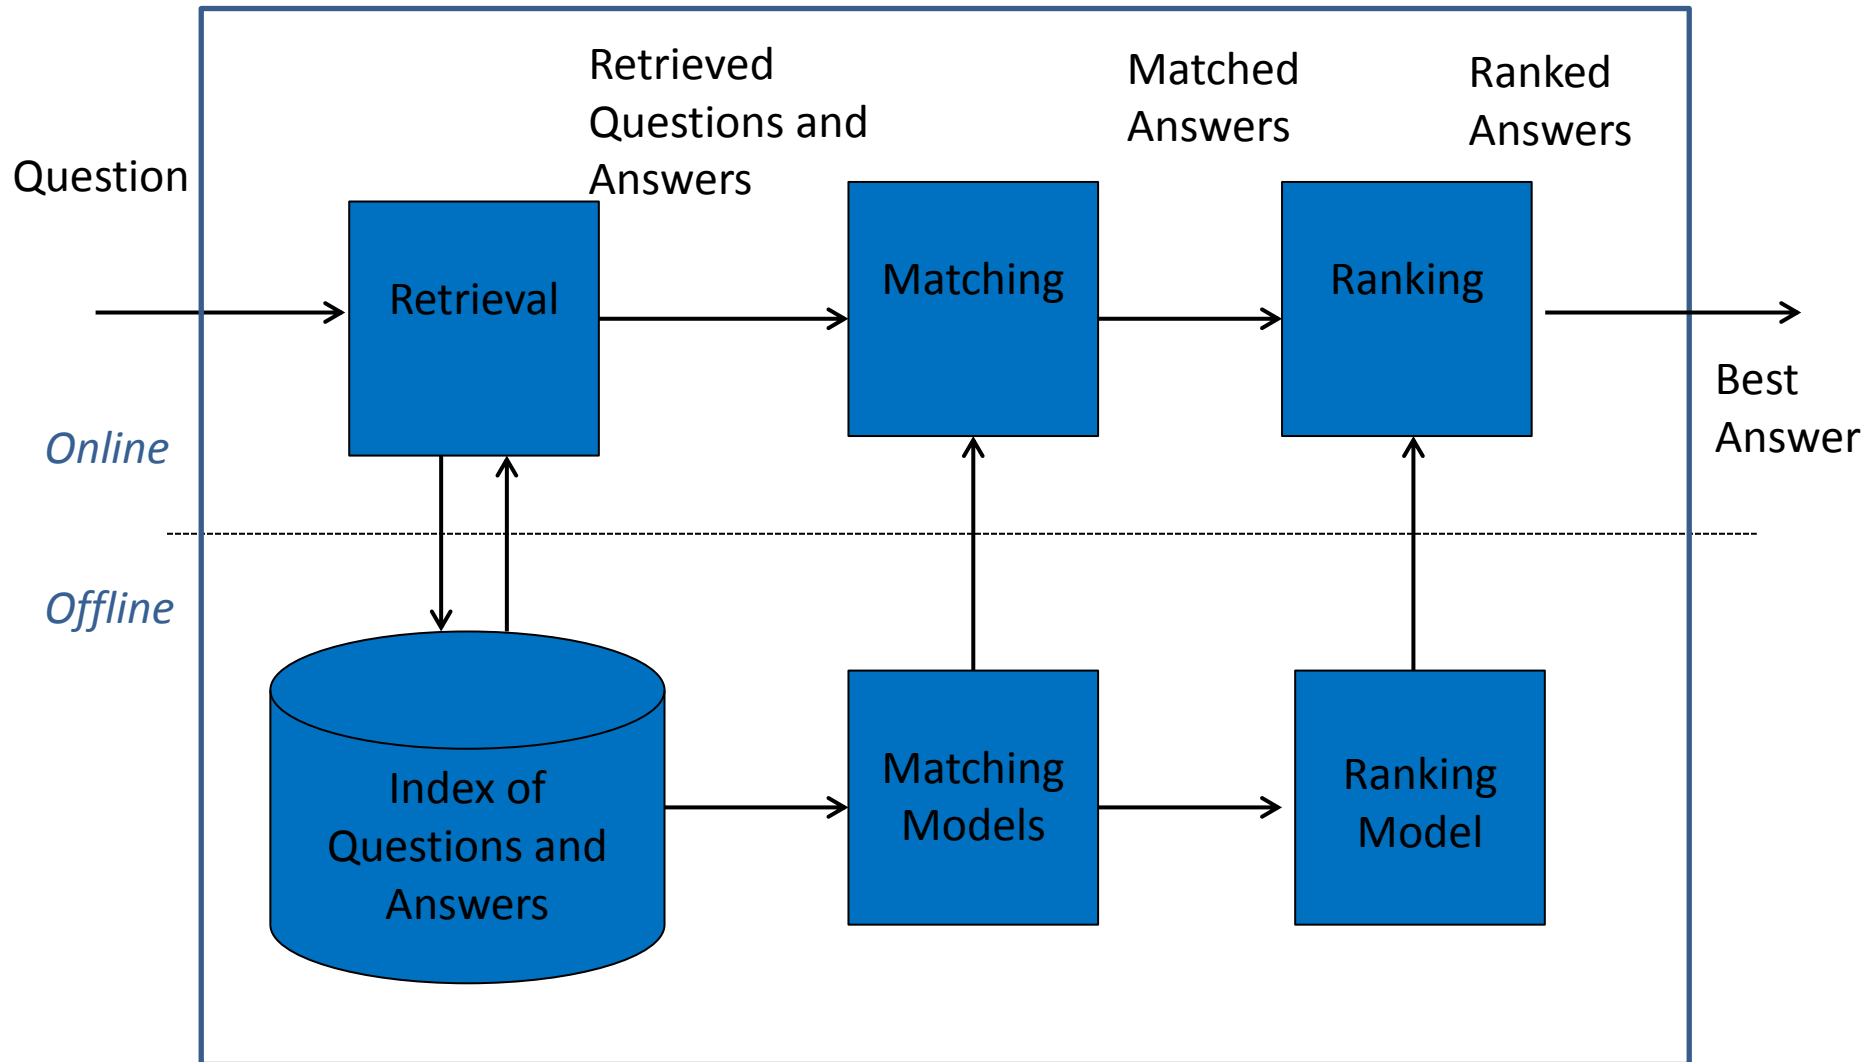 Question
Retrieved
Questions and
Answers
Matched
Answers
Ranked
Answers
Retrieval
Matching
Ranking
Best
Answer
Online
Offline
Index of
Questions and
Answers
Matching
Models
Ranking
Model